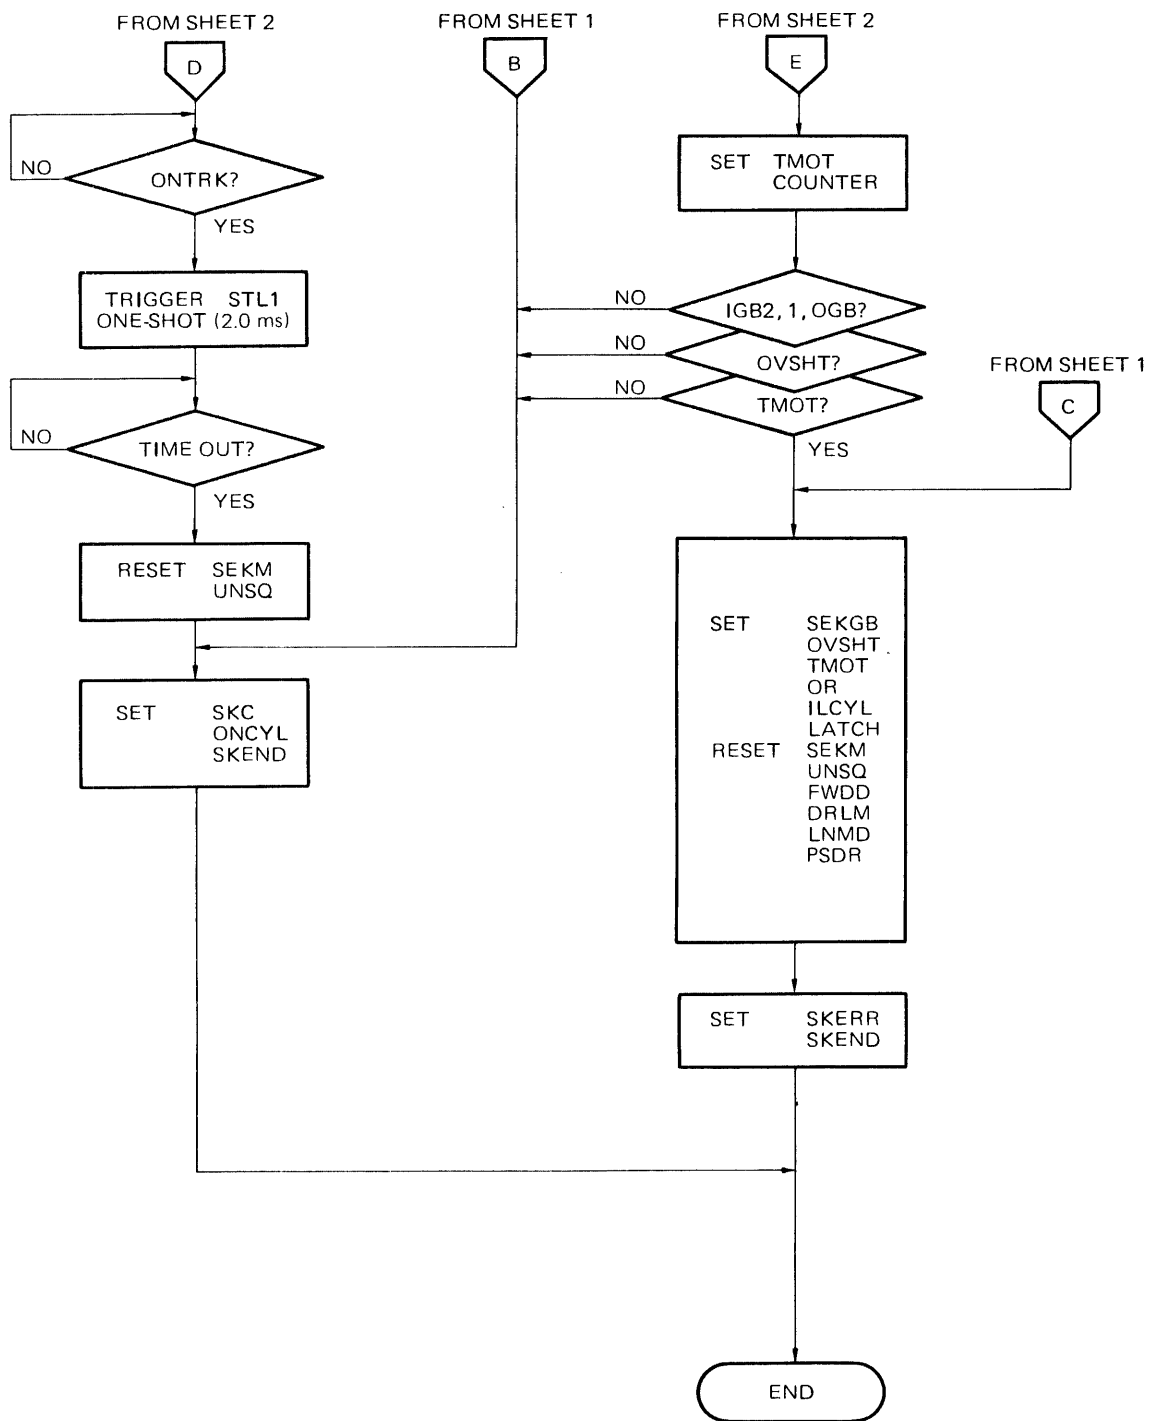 FROM SHEET 2
D
NO
ONTRK?
YES
TRIGGER STL1
ONE-SHOT (2.0 ms)
NO
TIME OUT?
YES
RESET SEKM
UNSQ
SET SKC
ONCYL
SKEND
FROM SHEET 1
B
FROM SHEET 2
E
SET TMOT
COUNTER
NO
IGB2, 1, OGB?
NO
OVSHT?
NO
TMOT?
YES
FROM SHEET 1
C
SET SEKGB
OVSHT
TMOT
OR
ILCYL
LATCH
RESET SEKM
UNSQ
FWDD
DRLM
LNMD
PSDR
SET SKERR
SKEND
END